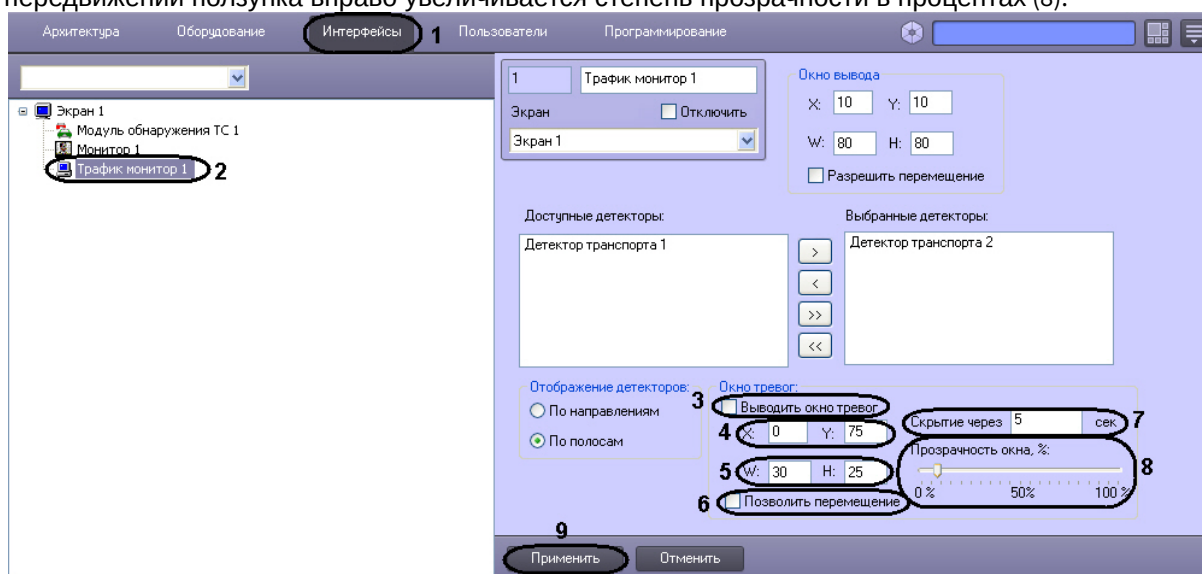 передвижении ползунка вправо увеличивается степень прозрачности в процентах (8).
Архитектура Оборудование Интерфейсы 1 Пользователи Программирование
1 Трафик монитор 1
Экран Отключить
Экран 1
Окно вывода
X: 10 Y: 10
W: 80 H: 80
Разрешить перемещение
Экран 1
Модуль обнаружения ТС 1
Монитор 1
Трафик монитор 1 2
Доступные детекторы: Выбранные детекторы:
Детектор транспорта 1 Детектор транспорта 2
>
<
>>
<<
Отображение детекторов:
По направлениям
По полосам
Окно тревог:
3 Выводить окно тревог
4 X: 0 Y: 75
5 W: 30 H: 25
6 Позволить перемещение
Скрытие через 5 сек 7
Прозрачность окна, %:
8
0 % 50% 100 %
9
Применить Отменить